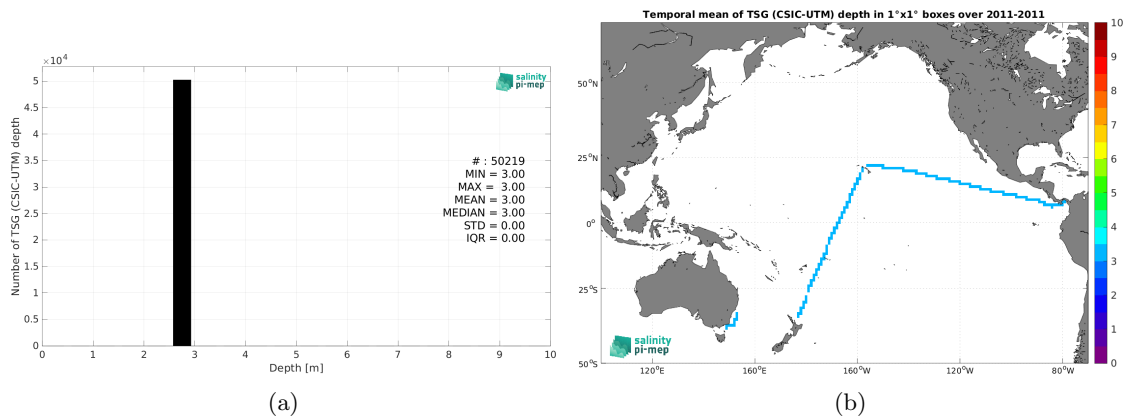 ×10⁴
5
4.5
4
3.5
3
2.5
2
1.5
1
0.5
0
Number of TSG (CSIC-UTM) depth
salinity
pi-mep
# : 50219
MIN = 3.00
MAX = 3.00
MEAN = 3.00
MEDIAN = 3.00
STD = 0.00
IQR = 0.00
0 1 2 3 4 5 6 7 8 9 10
Depth [m]
(a)
Temporal mean of TSG (CSIC-UTM) depth in 1°x1° boxes over 2011-2011
50°N
25°N
0°
25°S
50°S
120°E 160°E 160°W 120°W 80°W
salinity
pi-mep
10
9
8
7
6
5
4
3
2
1
0
(b)